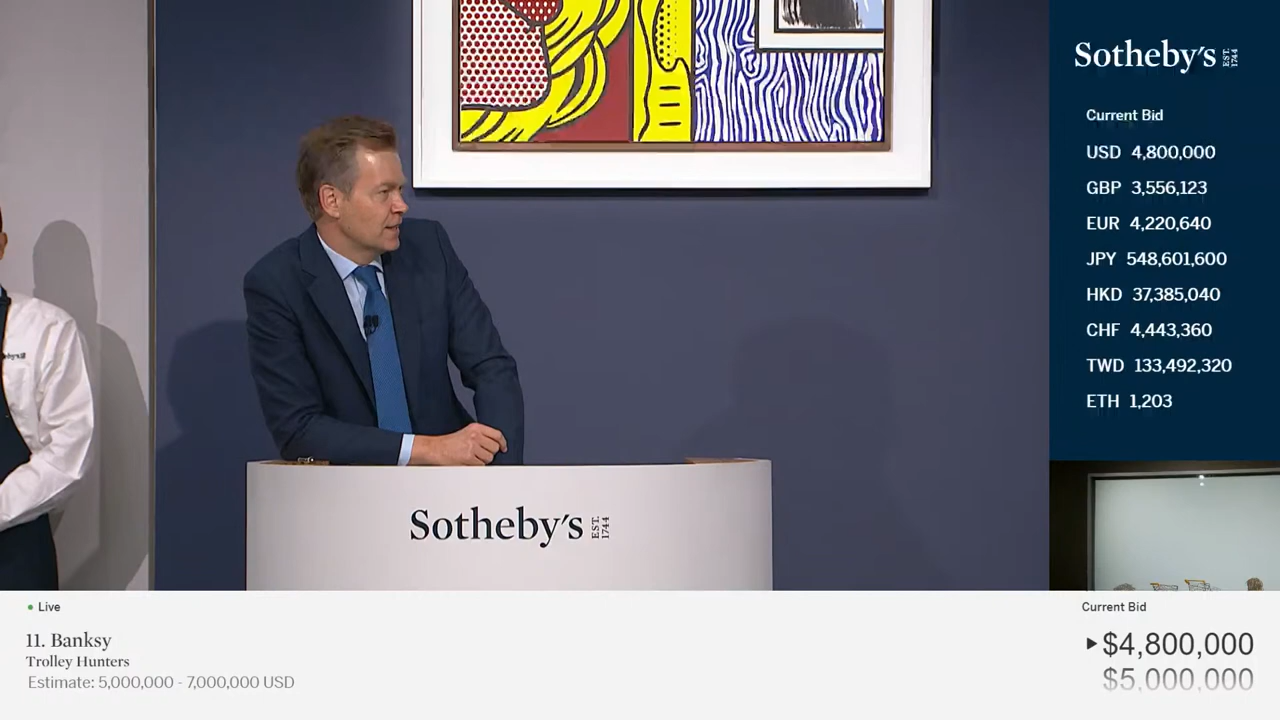 Sotheby's EST. 1744
Current Bid
USD 4,800,000
GBP 3,556,123
EUR 4,220,640
JPY 548,601,600
HKD 37,385,040
CHF 4,443,360
TWD 133,492,320
ETH 1,203
Sotheby's EST. 1744
Live
11. Banksy
Trolley Hunters
Estimate: 5,000,000 - 7,000,000 USD
Current Bid
$4,800,000
$5,000,000